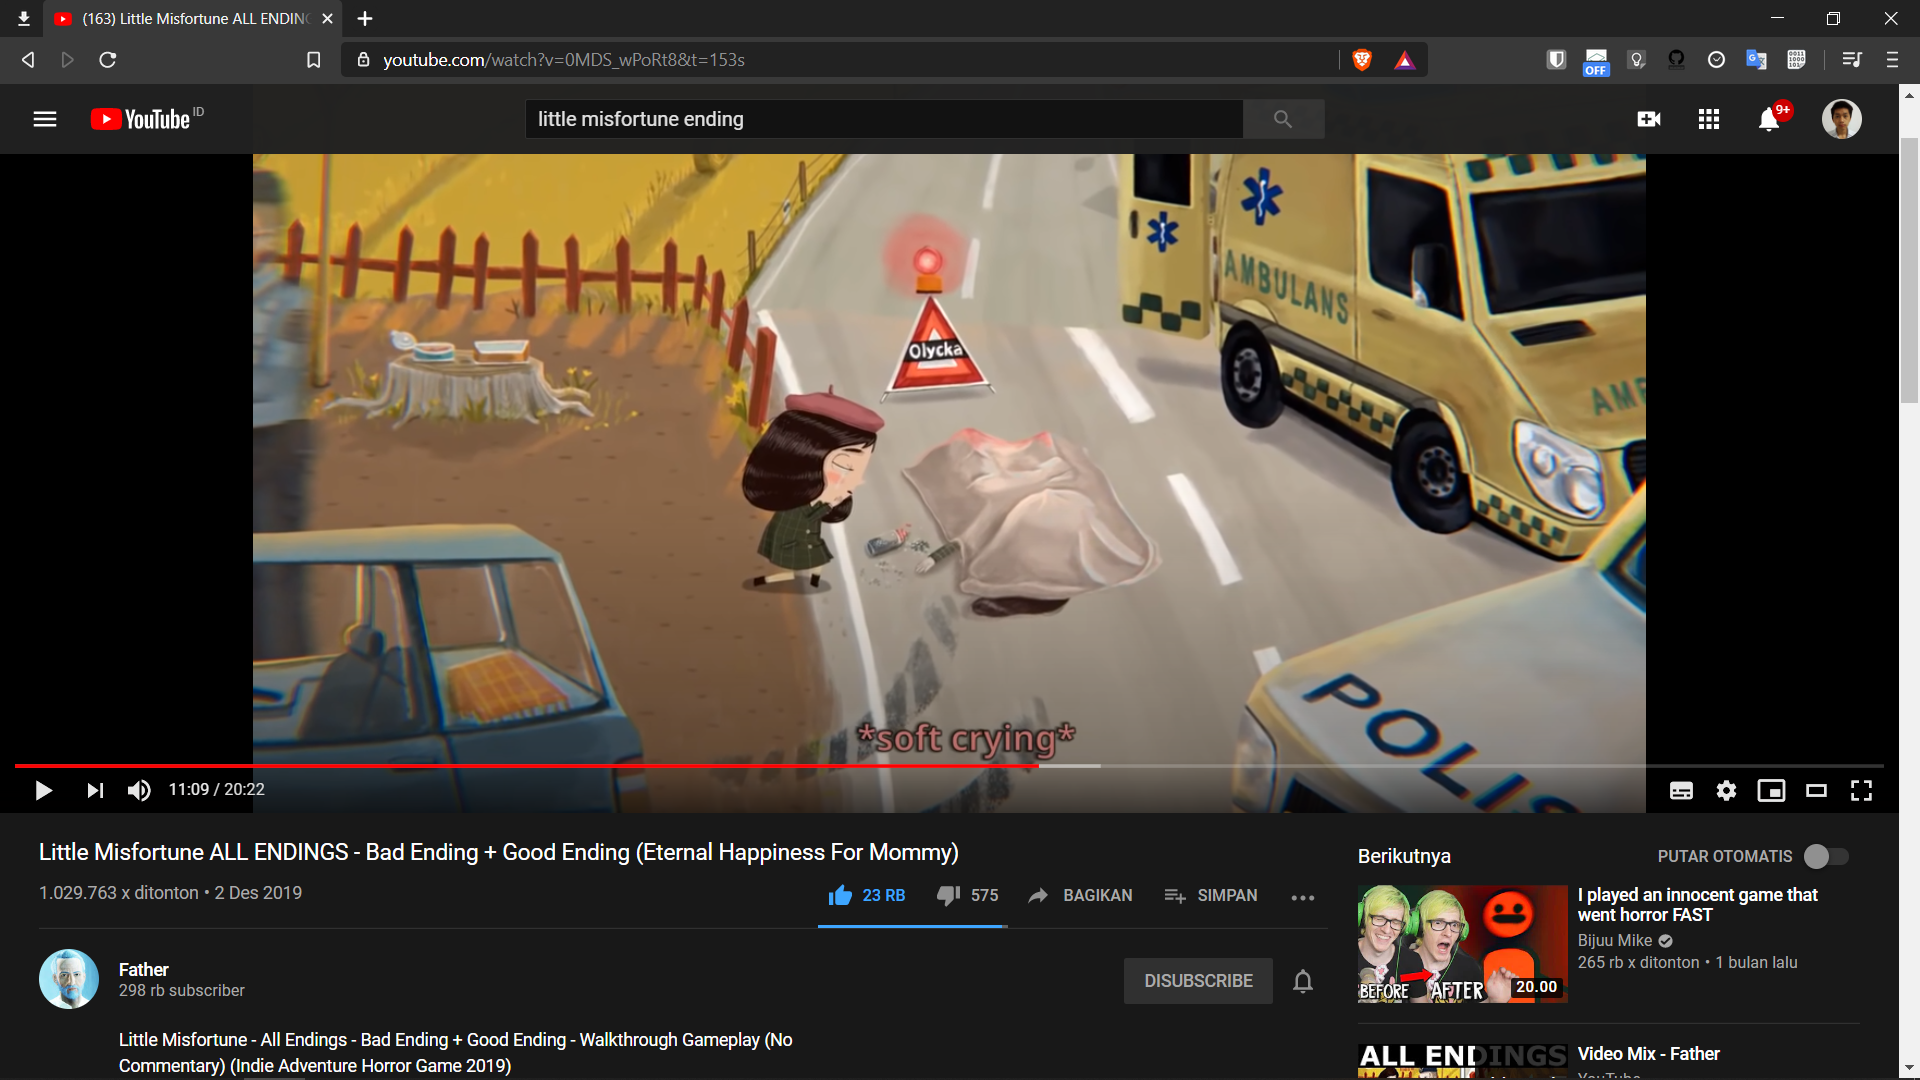 (163) Little Misfortune ALL ENDIN
youtube.com/watch?v=0MDS_wPoRt8&t=153s
OFF
YouTube ID
little misfortune ending
9+
AMBULANS
Olycka
POLIS
*soft crying*
11:09 / 20:22
Little Misfortune ALL ENDINGS - Bad Ending + Good Ending (Eternal Happiness For Mommy)
1.029.763 x ditonton • 2 Des 2019
23 RB
575
BAGIKAN
SIMPAN
Father
298 rb subscriber
DISUBSCRIBE
Little Misfortune - All Endings - Bad Ending + Good Ending - Walkthrough Gameplay (No
Commentary) (Indie Adventure Horror Game 2019)
Berikutnya
PUTAR OTOMATIS
BEFORE
AFTER
20.00
I played an innocent game that
went horror FAST
Bijuu Mike
265 rb x ditonton • 1 bulan lalu
ALL ENDINGS
Video Mix - Father
YouTube